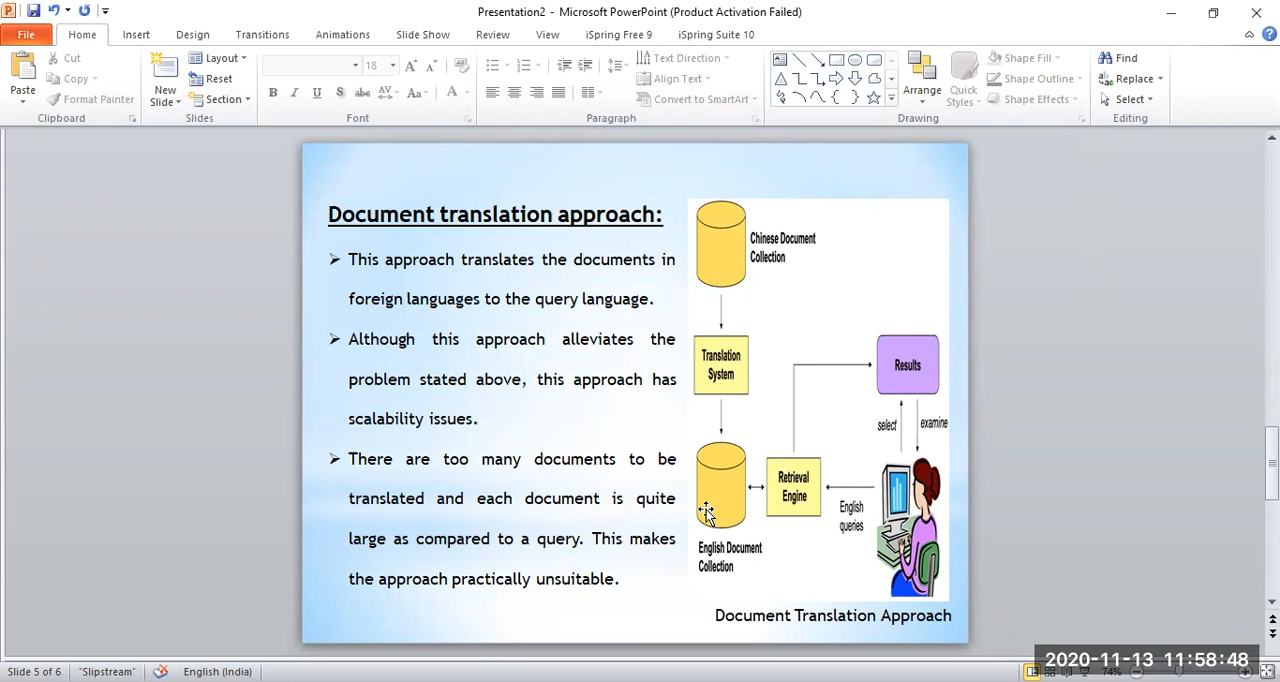 Presentation2 - Microsoft PowerPoint (Product Activation Failed)
File Home Insert Design Transitions Animations Slide Show Review View iSpring Free 9 iSpring Suite 10
Paste
Cut
Copy
Format Painter
Clipboard
New
Slide
Layout
Reset
Section
Slides
18
B I U S abc AV Aa A
Font
Text Direction
Align Text
Convert to SmartArt
Paragraph
Arrange
Quick
Styles
Shape Fill
Shape Outline
Shape Effects
Drawing
Find
Replace
Select
Editing
Document translation approach:
This approach translates the documents in
foreign languages to the query language.
Although this approach alleviates the
problem stated above, this approach has
scalability issues.
There are too many documents to be
translated and each document is quite
large as compared to a query. This makes
the approach practically unsuitable.
Chinese Document
Collection
Translation
System
Results
select
examine
Retrieval
Engine
English
queries
English Document
Collection
Document Translation Approach
2020-11-13 11:58:48
Slide 5 of 6 "Slipstream" English (India) 74%